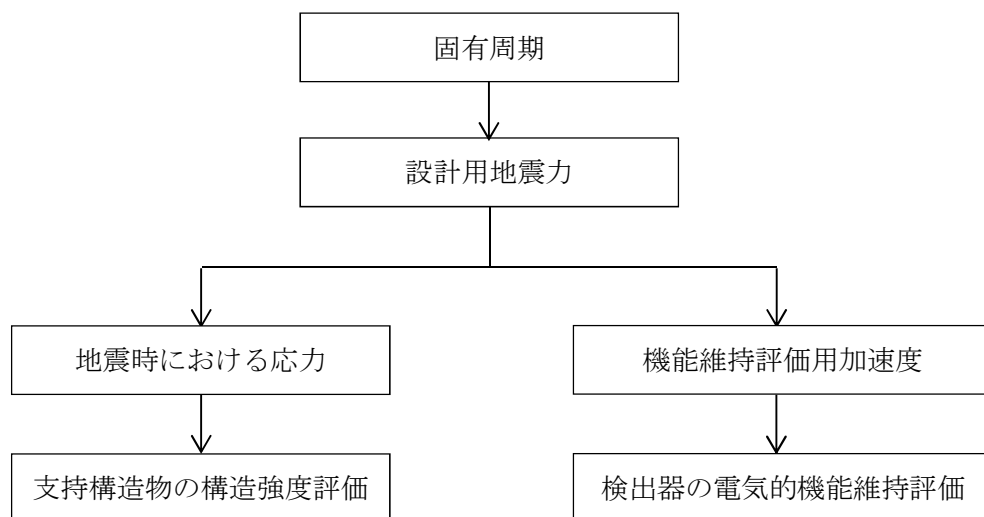 固有周期
設計用地震力
地震時における応力
機能維持評価用加速度
支持構造物の構造強度評価
検出器の電気的機能維持評価